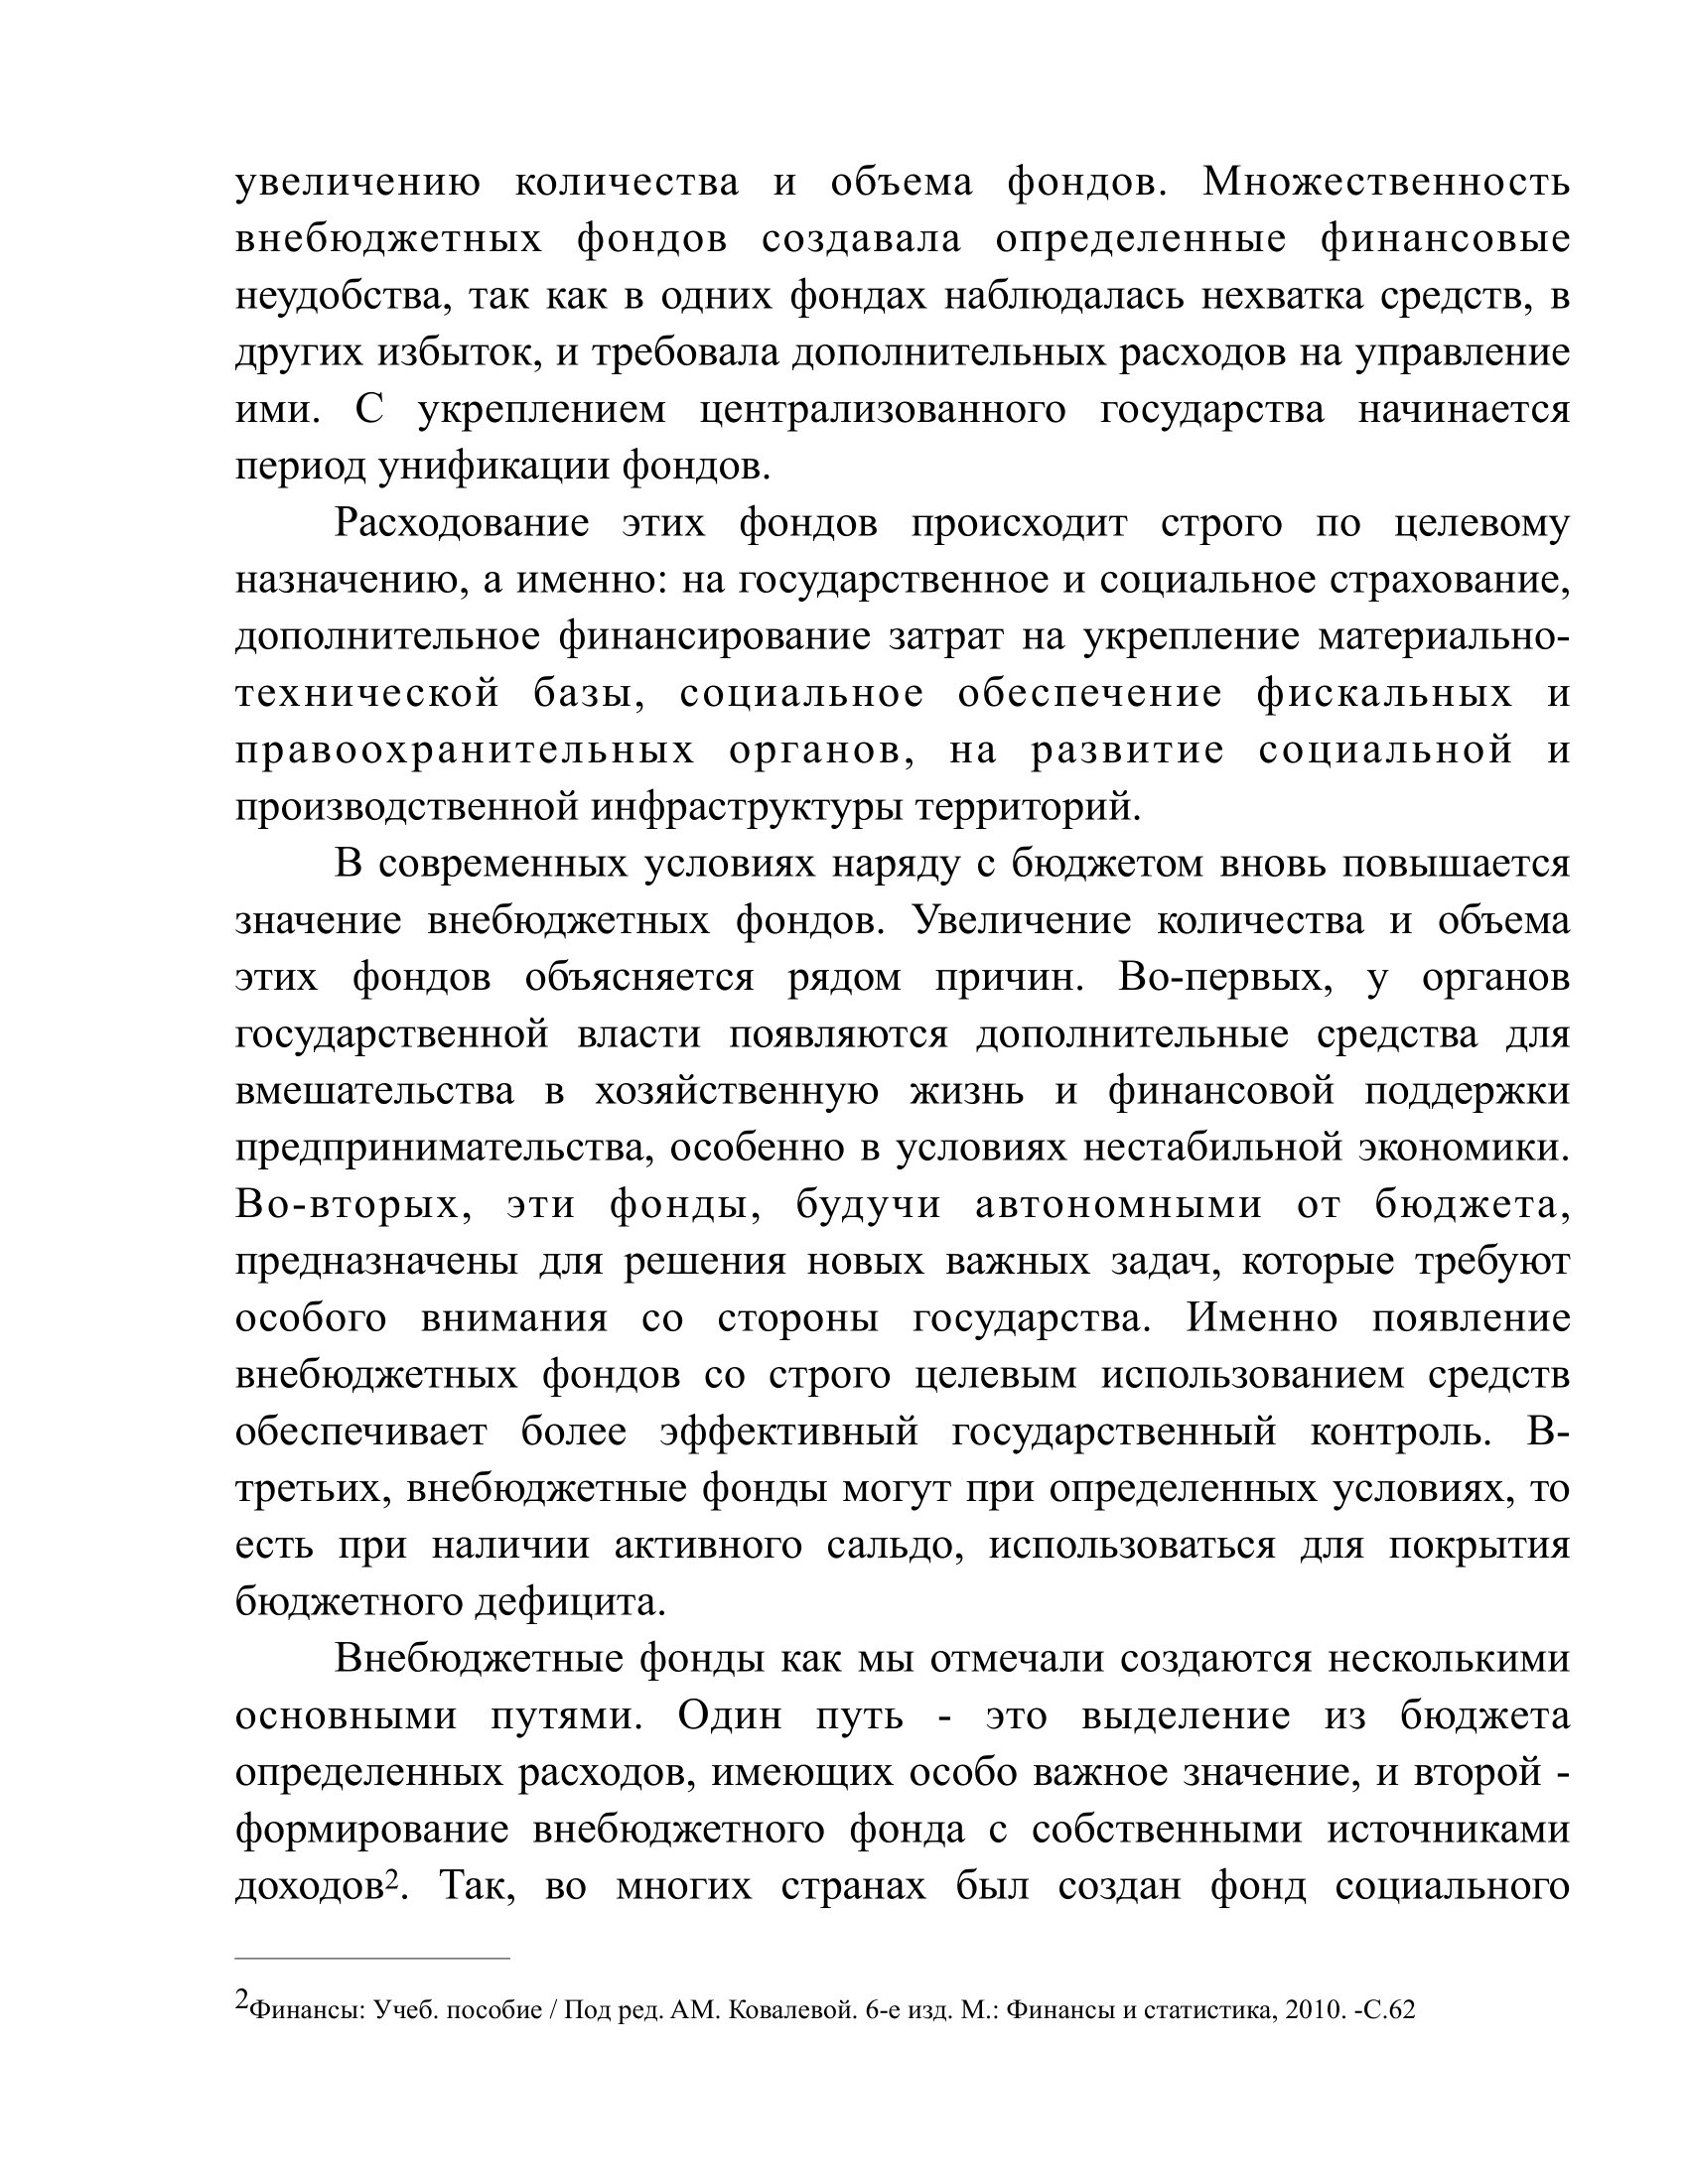 увеличению количества и объема фондов. Множественность
внебюджетных фондов создавала определенные финансовые
неудобства, так как в одних фондах наблюдалась нехватка средств, в
других избыток, и требовала дополнительных расходов на управление
ими. С укреплением централизованного государства начинается
период унификации фондов.
Расходование этих фондов происходит строго по целевому
назначению, а именно: на государственное и социальное страхование,
дополнительное финансирование затрат на укрепление материально-
технической базы, социальное обеспечение фискальных и
правоохранительных органов, на развитие социальной и
производственной инфраструктуры территорий.
В современных условиях наряду с бюджетом вновь повышается
значение внебюджетных фондов. Увеличение количества и объема
этих фондов объясняется рядом причин. Во-первых, у органов
государственной власти появляются дополнительные средства для
вмешательства в хозяйственную жизнь и финансовой поддержки
предпринимательства, особенно в условиях нестабильной экономики.
Во-вторых, эти фонды, будучи автономными от бюджета,
предназначены для решения новых важных задач, которые требуют
особого внимания со стороны государства. Именно появление
внебюджетных фондов со строго целевым использованием средств
обеспечивает более эффективный государственный контроль. В-
третьих, внебюджетные фонды могут при определенных условиях, то
есть при наличии активного сальдо, использоваться для покрытия
бюджетного дефицита.
Внебюджетные фонды как мы отмечали создаются несколькими
основными путями. Один путь - это выделение из бюджета
определенных расходов, имеющих особо важное значение, и второй -
формирование внебюджетного фонда с собственными источниками
доходов². Так, во многих странах был создан фонд социального
²Финансы: Учеб. пособие / Под ред. АМ. Ковалевой. 6-е изд. М.: Финансы и статистика, 2010. -С.62